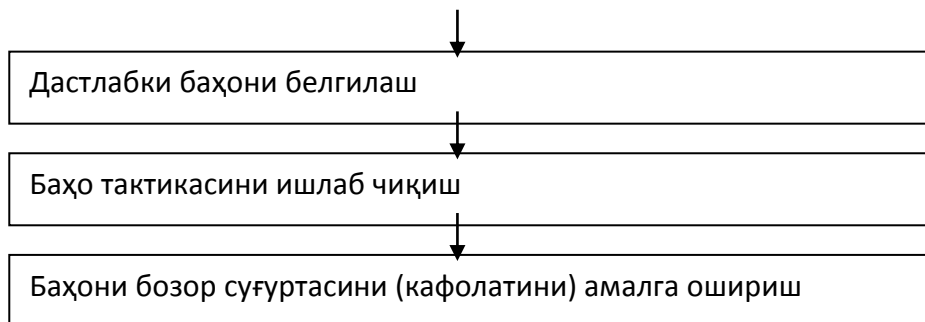 Дастлабки баҳони белгилаш
Баҳо тактикасини ишлаб чиқиш
Баҳони бозор суғуртасини (кафолатини) амалга ошириш